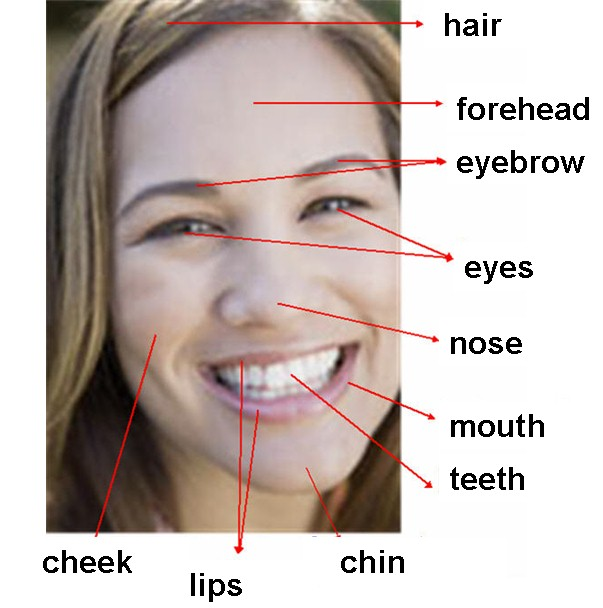 hair
forehead
eyebrow
eyes
nose
mouth
teeth
cheek
lips
chin